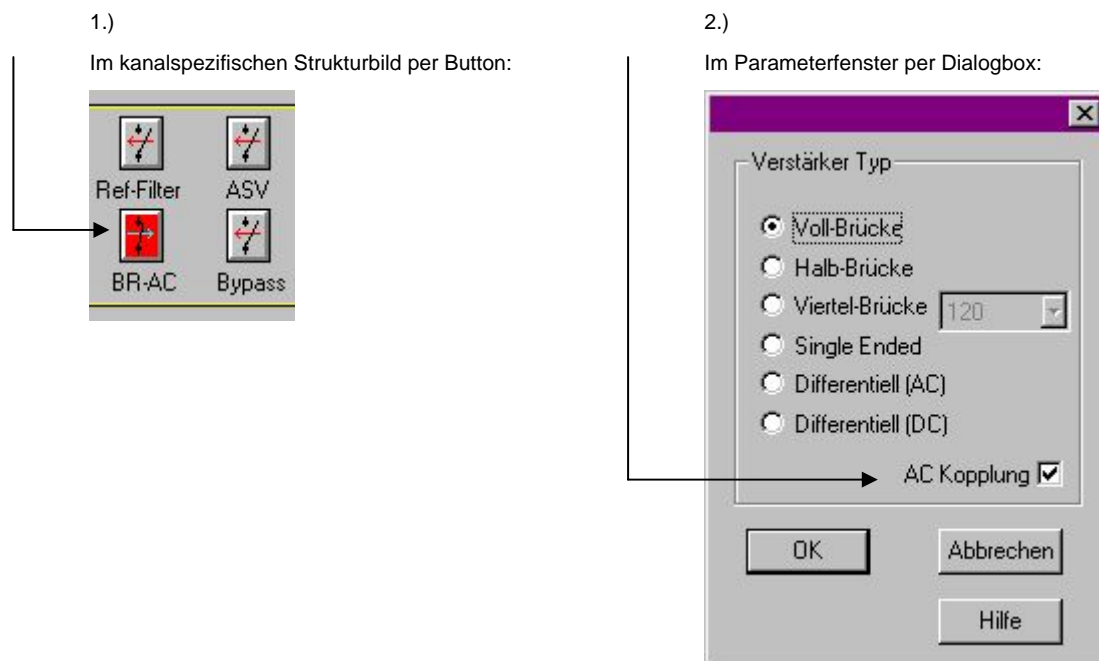 1.)
Im kanalspezifischen Strukturbild per Button:
Ref-Filter
ASV
BR-AC
Bypass
2.)
Im Parameterfenster per Dialogbox:
Verstärker Typ
Voll-Brücke
Halb-Brücke
Viertel-Brücke 120
Single Ended
Differentiell (AC)
Differentiell (DC)
AC Kopplung
OK
Abbrechen
Hilfe